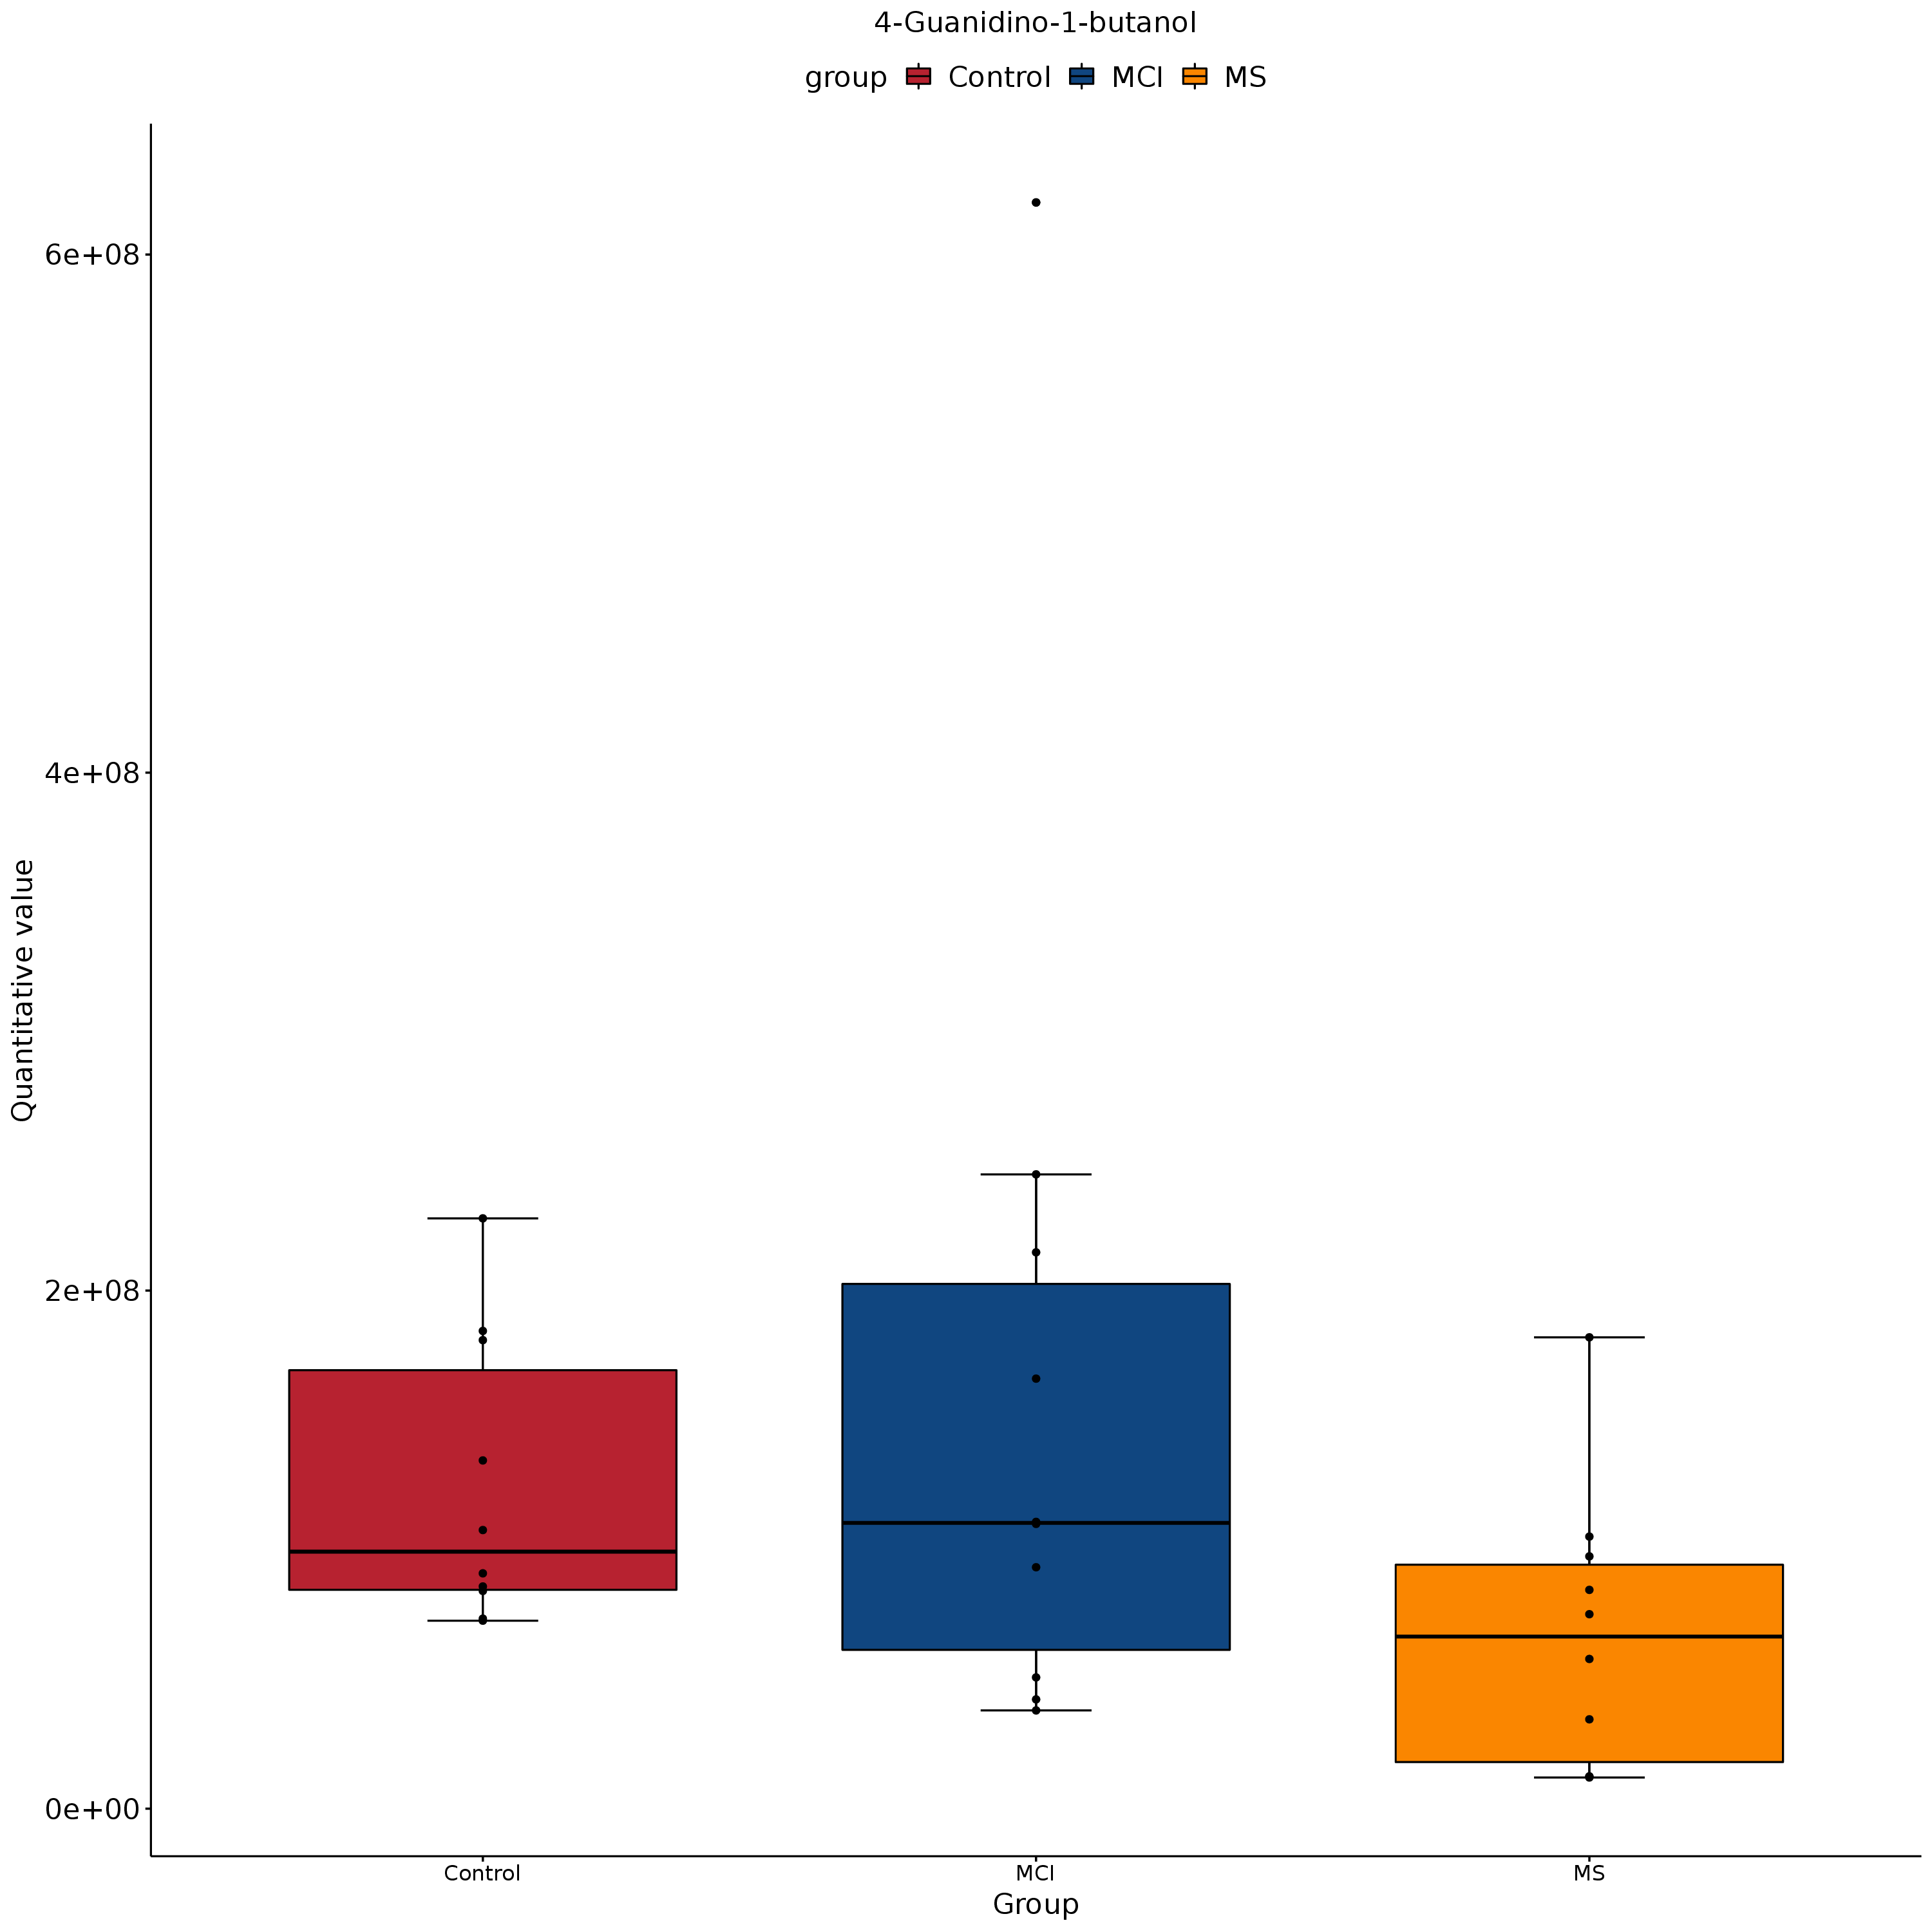 4-Guanidino-1-butanol
group Control MCI MS
6e+08
4e+08
2e+08
0e+00
Quantitative value
Control MCI MS
Group